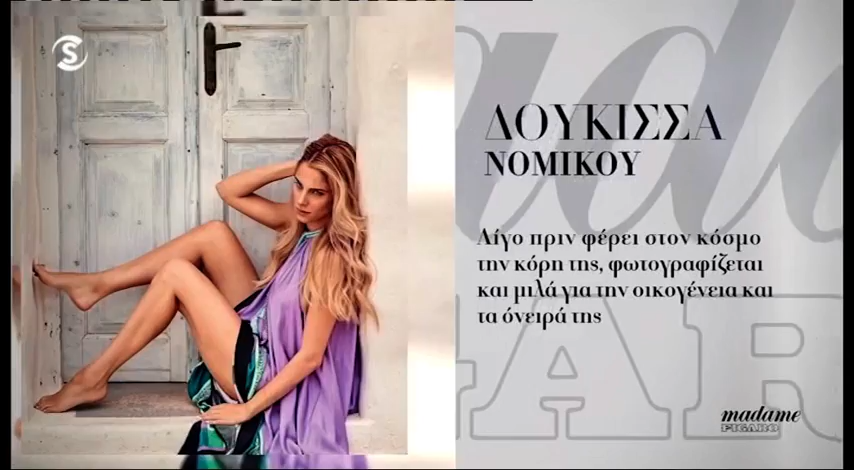 S
ΔΟΥΚΙΣΣΑ
ΝΟΜΙΚΟΥ
Λίγο πριν φέρει στον κόσμο
την κόρη της, φωτογραφίζεται
και μιλά για την οικογένεια και
τα όνειρά της
madame
FIGARO